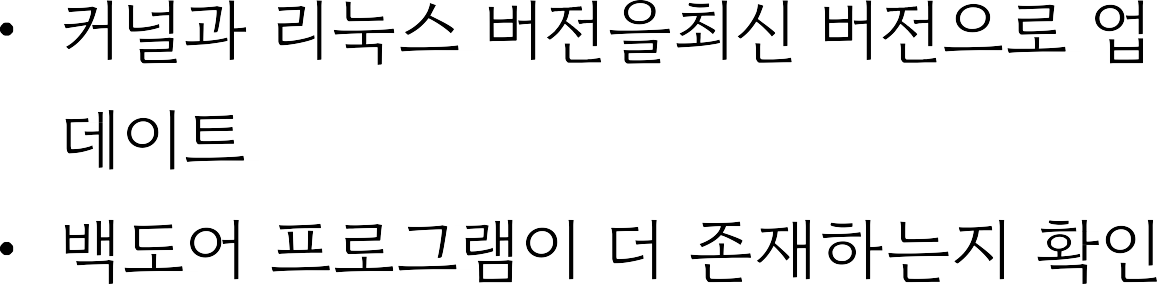 • 커널과 리눅스 버전을최신 버전으로 업
데이트
• 백도어 프로그램이 더 존재하는지 확인